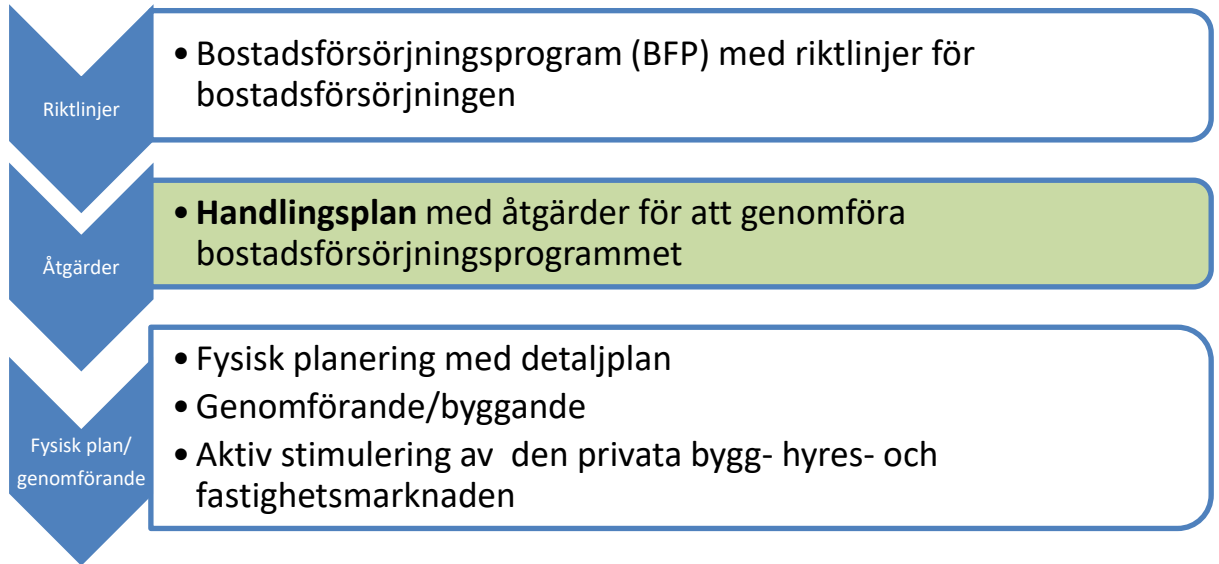 Riktlinjer
• Bostadsförsörjningsprogram (BFP) med riktlinjer för
bostadsförsörjningen
Åtgärder
• Handlingsplan med åtgärder för att genomföra
bostadsförsörjningsprogrammet
Fysisk plan/
genomförande
• Fysisk planering med detaljplan
• Genomförande/byggande
• Aktiv stimulering av  den privata bygg- hyres- och
fastighetsmarknaden